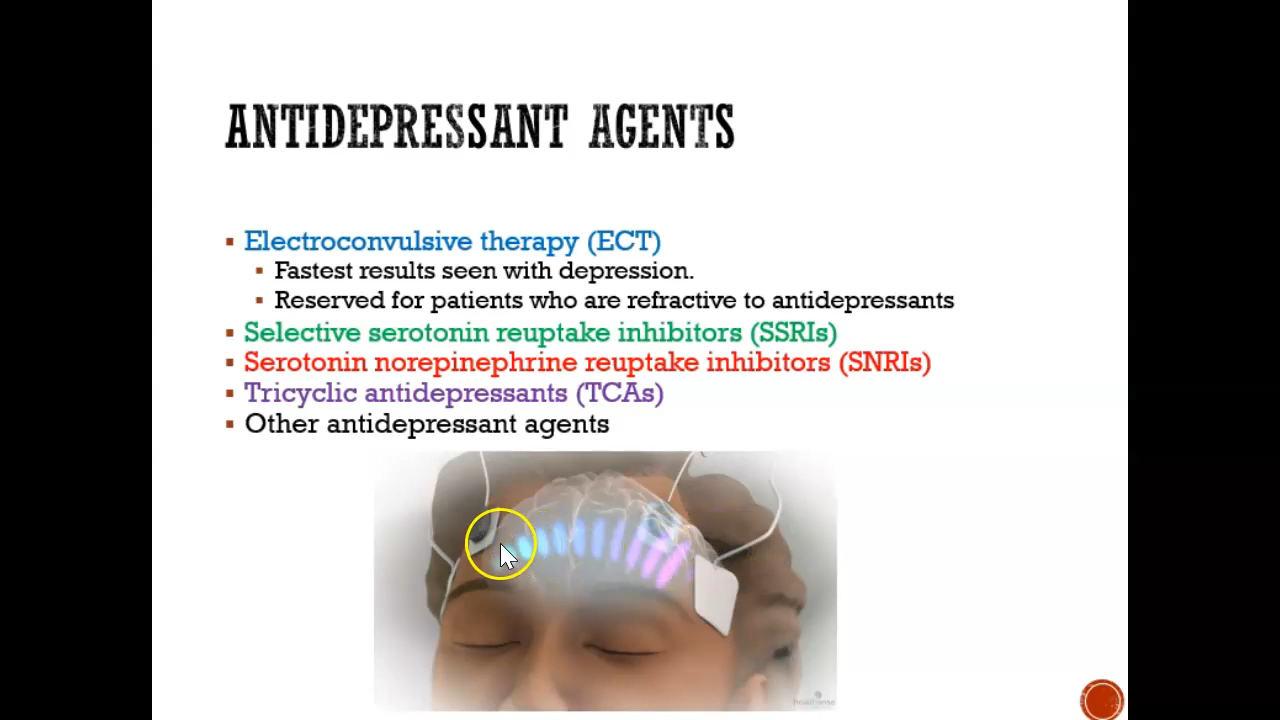 ANTIDEPRESSANT AGENTS
▪ Electroconvulsive therapy (ECT)
▪ Fastest results seen with depression.
▪ Reserved for patients who are refractive to antidepressants
▪ Selective serotonin reuptake inhibitors (SSRIs)
▪ Serotonin norepinephrine reuptake inhibitors (SNRIs)
▪ Tricyclic antidepressants (TCAs)
▪ Other antidepressant agents